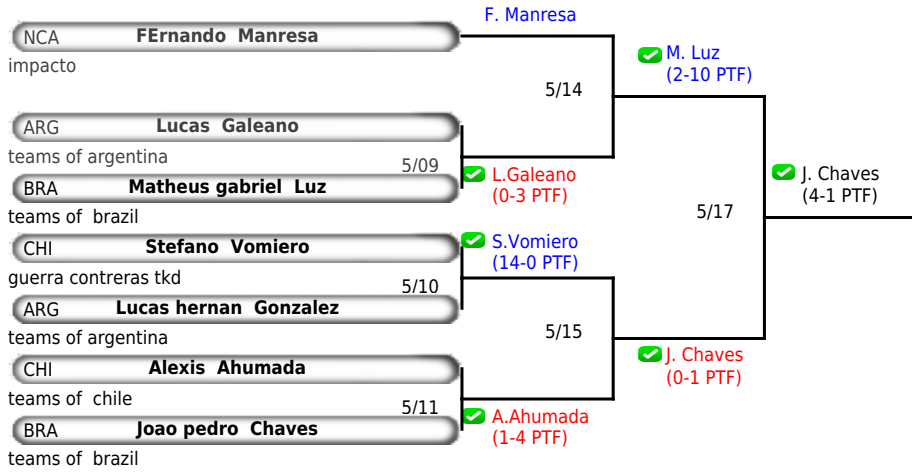 F. Manresa
NCA FErnando Manresa
impacto
M. Luz
(2-10 PTF)
5/14
ARG Lucas Galeano
teams of argentina
5/09
BRA Matheus gabriel Luz
teams of brazil
L.Galeano
(0-3 PTF)
J. Chaves
(4-1 PTF)
5/17
CHI Stefano Vomiero
guerra contreras tkd
S.Vomiero
(14-0 PTF)
5/10
ARG Lucas hernan Gonzalez
teams of argentina
5/15
CHI Alexis Ahumada
teams of chile
J. Chaves
(0-1 PTF)
5/11
BRA Joao pedro Chaves
teams of brazil
A.Ahumada
(1-4 PTF)